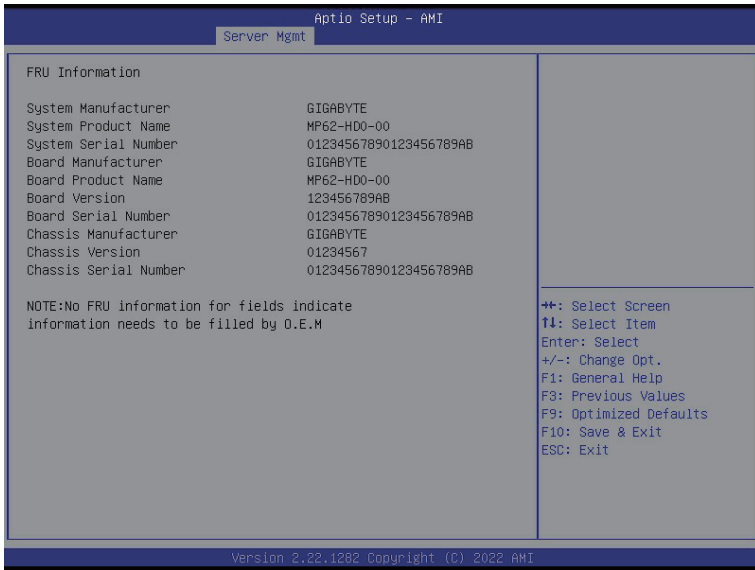 Aptio Setup – AMI
Server Mgmt
FRU Information
System Manufacturer GIGABYTE
System Product Name MP62-HD0-00
System Serial Number 01234567890123456789AB
Board Manufacturer GIGABYTE
Board Product Name MP62-HD0-00
Board Version 123456789AB
Board Serial Number 01234567890123456789AB
Chassis Manufacturer GIGABYTE
Chassis Version 01234567
Chassis Serial Number 01234567890123456789AB
NOTE:No FRU information for fields indicate
information needs to be filled by O.E.M
→←: Select Screen
↑↓: Select Item
Enter: Select
+/-: Change Opt.
F1: General Help
F3: Previous Values
F9: Optimized Defaults
F10: Save & Exit
ESC: Exit
Version 2.22.1282 Copyright (C) 2022 AMI